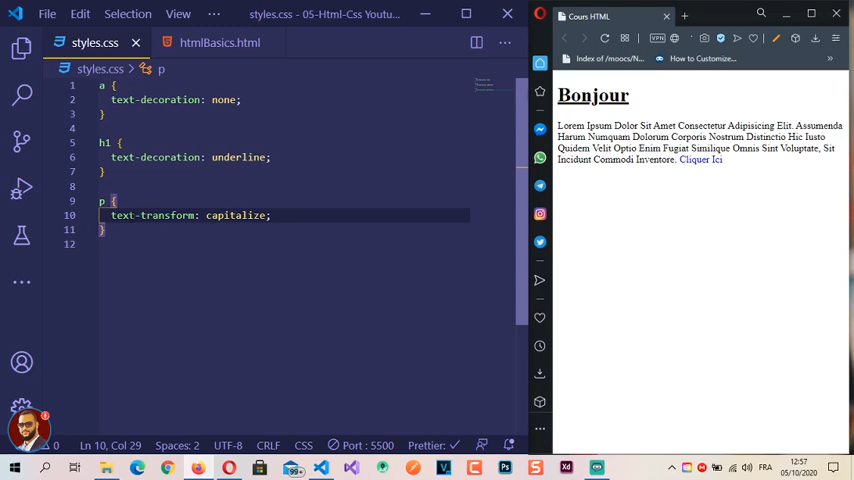 File Edit Selection View ··· styles.css - 05-Html-Css Youtu...
styles.css htmlBasics.html
styles.css > p
1 a {
2 text-decoration: none;
3 }
4
5 h1 {
6 text-decoration: underline;
7 }
8
9 p {
10 text-transform: capitalize;
11 }
12
0 Ln 10, Col 29 Spaces: 2 UTF-8 CRLF CSS Port : 5500 Prettier: ✓
Cours HTML
VPN
Index of /moocs/N... How to Customize... »
Bonjour
Lorem Ipsum Dolor Sit Amet Consectetur Adipisicing Elit. Assumenda
Harum Numquam Dolorum Corporis Nostrum Distinctio Hic Iusto
Quidem Velit Optio Enim Fugiat Similique Omnis Sint Voluptate, Sit
Incidunt Commodi Inventore. Cliquer Ici
99+ Ps Xd FRA 12:57
05/10/2020